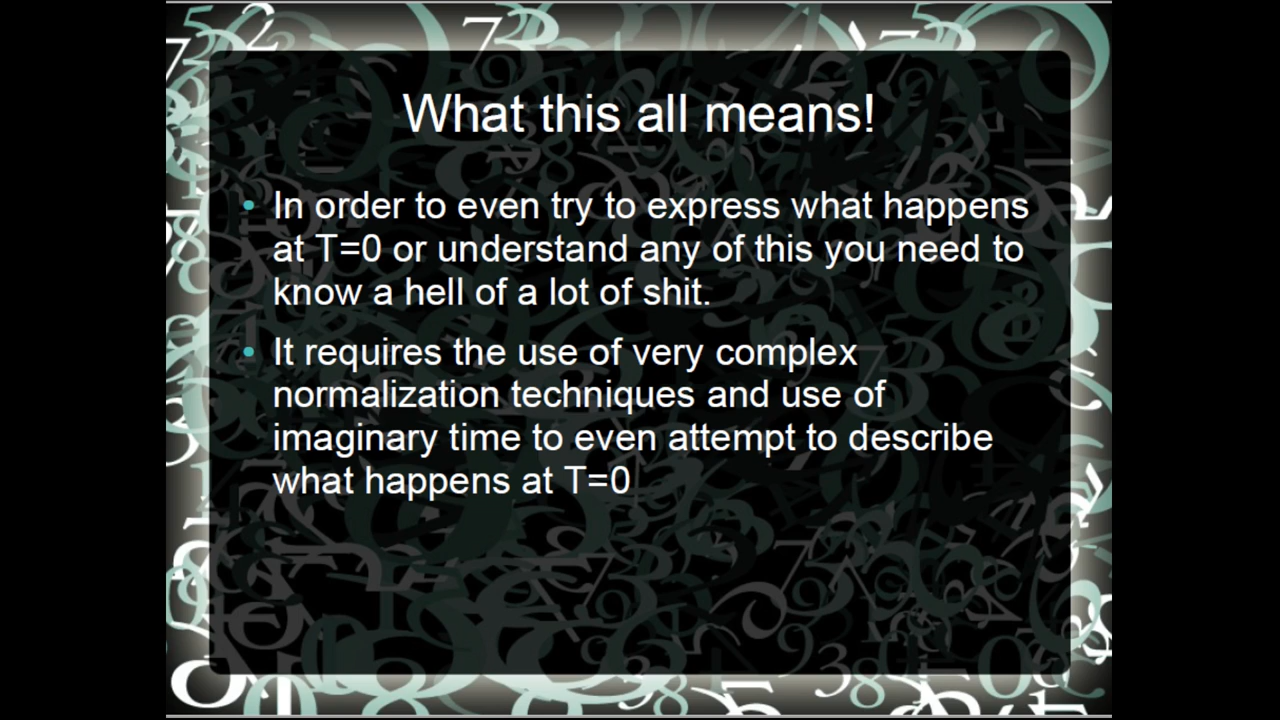 What this all means!
• In order to even try to express what happens
at T=0 or understand any of this you need to
know a hell of a lot of shit.
• It requires the use of very complex
normalization techniques and use of
imaginary time to even attempt to describe
what happens at T=0